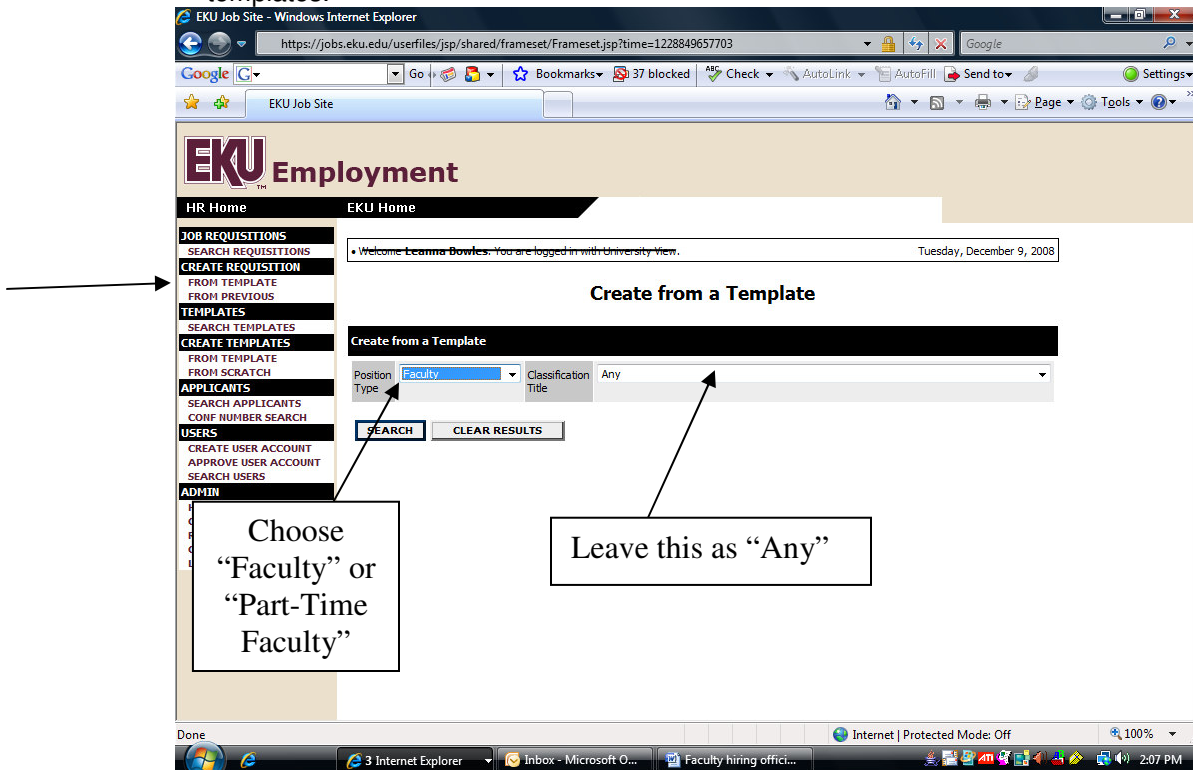 templates.
EKU Job Site - Windows Internet Explorer
https://jobs.eku.edu/userfiles/jsp/shared/frameset/Frameset.jsp?time=1228849657703
Google
Google G Go Bookmarks 37 blocked ABC Check AutoLink AutoFill Send to Settings
EKU Job Site Page Tools
EKU TM Employment
HR Home EKU Home
JOB REQUISITIONS
SEARCH REQUISITIONS
CREATE REQUISITION
FROM TEMPLATE
FROM PREVIOUS
TEMPLATES
SEARCH TEMPLATES
CREATE TEMPLATES
FROM TEMPLATE
FROM SCRATCH
APPLICANTS
SEARCH APPLICANTS
CONF NUMBER SEARCH
USERS
CREATE USER ACCOUNT
APPROVE USER ACCOUNT
SEARCH USERS
ADMIN
• Welcome Leanna Bowles. You are logged in with University View. Tuesday, December 9, 2008
Create from a Template
Create from a Template
Position Type Faculty Classification Title Any
SEARCH CLEAR RESULTS
Choose
“Faculty” or
“Part-Time
Faculty”
Leave this as “Any”
Done Internet | Protected Mode: Off 100%
3 Internet Explorer Inbox - Microsoft O... Faculty hiring offici... ATI 2:07 PM